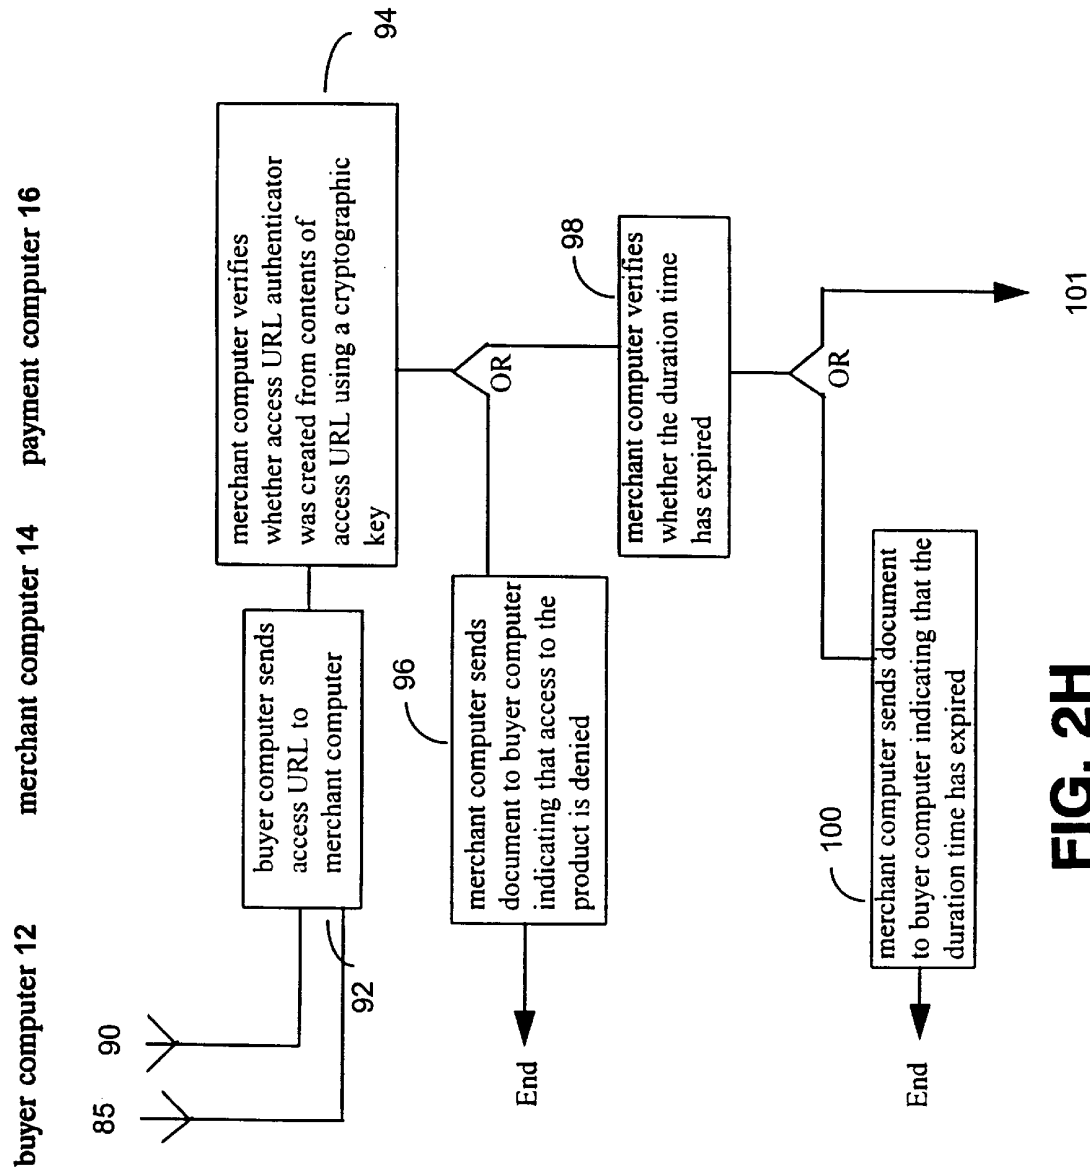 buyer computer 12
merchant computer 14
payment computer 16
85
90
92
buyer computer sends
access URL to
merchant computer
94
merchant computer verifies
whether access URL authenticator
was created from contents of
access URL using a cryptographic
key
OR
96
merchant computer sends
document to buyer computer
indicating that access to the
product is denied
End
98
merchant computer verifies
whether the duration time
has expired
OR
100
merchant computer sends document
to buyer computer indicating that the
duration time has expired
End
101
FIG. 2H